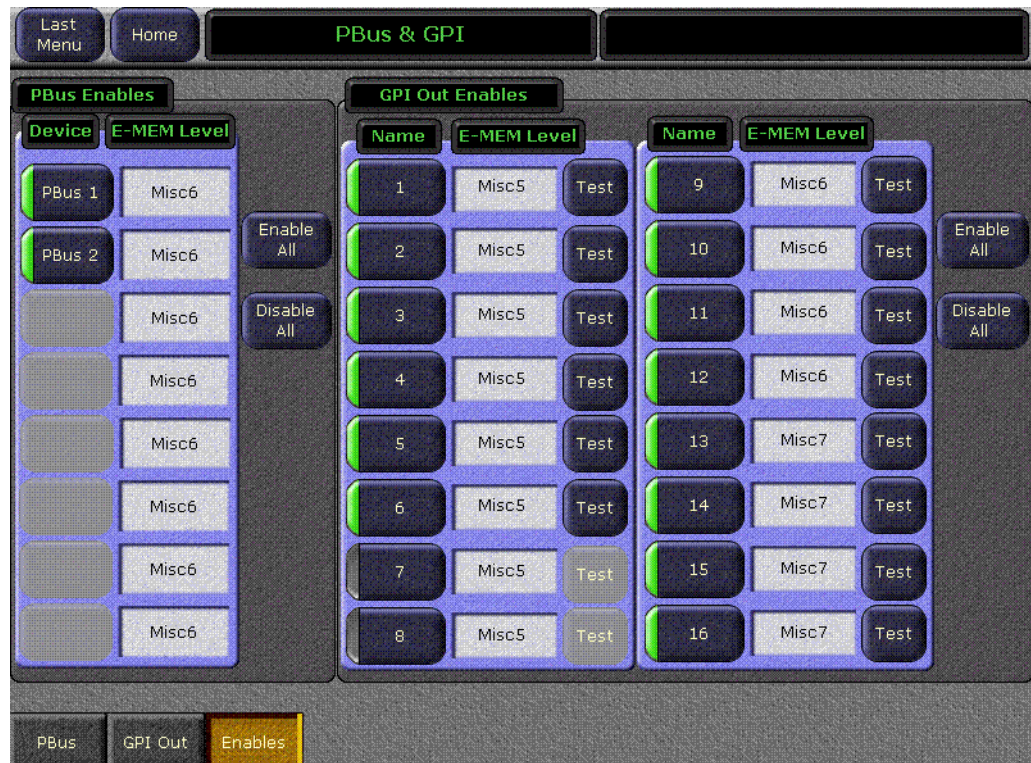 Last Menu
Home
PBus & GPI
PBus Enables
Device E-MEM Level
PBus 1 Misc6
PBus 2 Misc6
Misc6
Misc6
Misc6
Misc6
Misc6
Misc6
Enable All
Disable All
GPI Out Enables
Name E-MEM Level
1 Misc5 Test
2 Misc5 Test
3 Misc5 Test
4 Misc5 Test
5 Misc5 Test
6 Misc5 Test
7 Misc5 Test
8 Misc5 Test
Name E-MEM Level
9 Misc6 Test
10 Misc6 Test
11 Misc6 Test
12 Misc6 Test
13 Misc7 Test
14 Misc7 Test
15 Misc7 Test
16 Misc7 Test
Enable All
Disable All
PBus
GPI Out
Enables